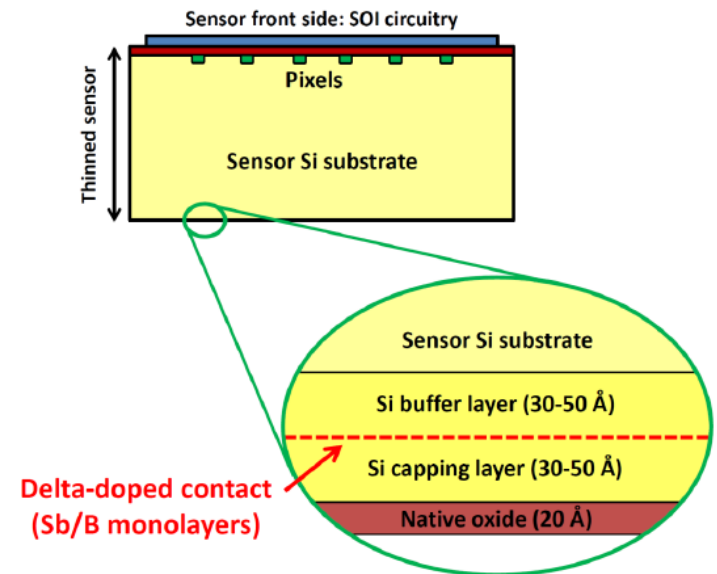 Sensor front side: SOI circuitry
Thinned sensor
Pixels
Sensor Si substrate
Sensor Si substrate
Si buffer layer (30-50 Å)
Si capping layer (30-50 Å)
Delta-doped contact
(Sb/B monolayers)
Native oxide (20 Å)